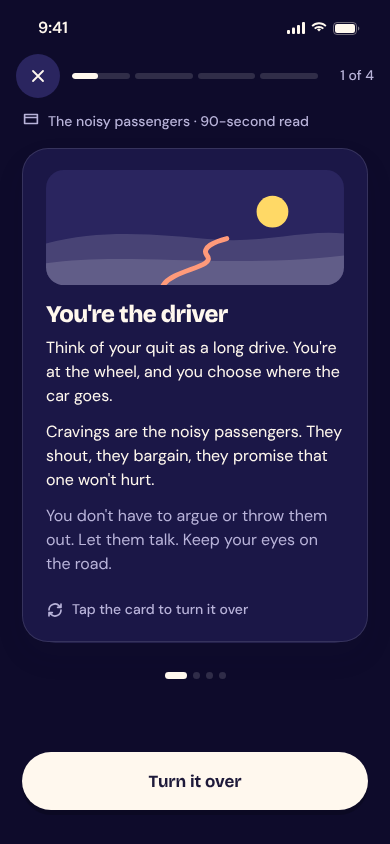 9:41
1 of 4
The noisy passengers · 90-second read
You're the driver
Think of your quit as a long drive. You're
at the wheel, and you choose where the
car goes.
Cravings are the noisy passengers. They
shout, they bargain, they promise that
one won't hurt.
You don't have to argue or throw them
out. Let them talk. Keep your eyes on
the road.
Tap the card to turn it over
Turn it over